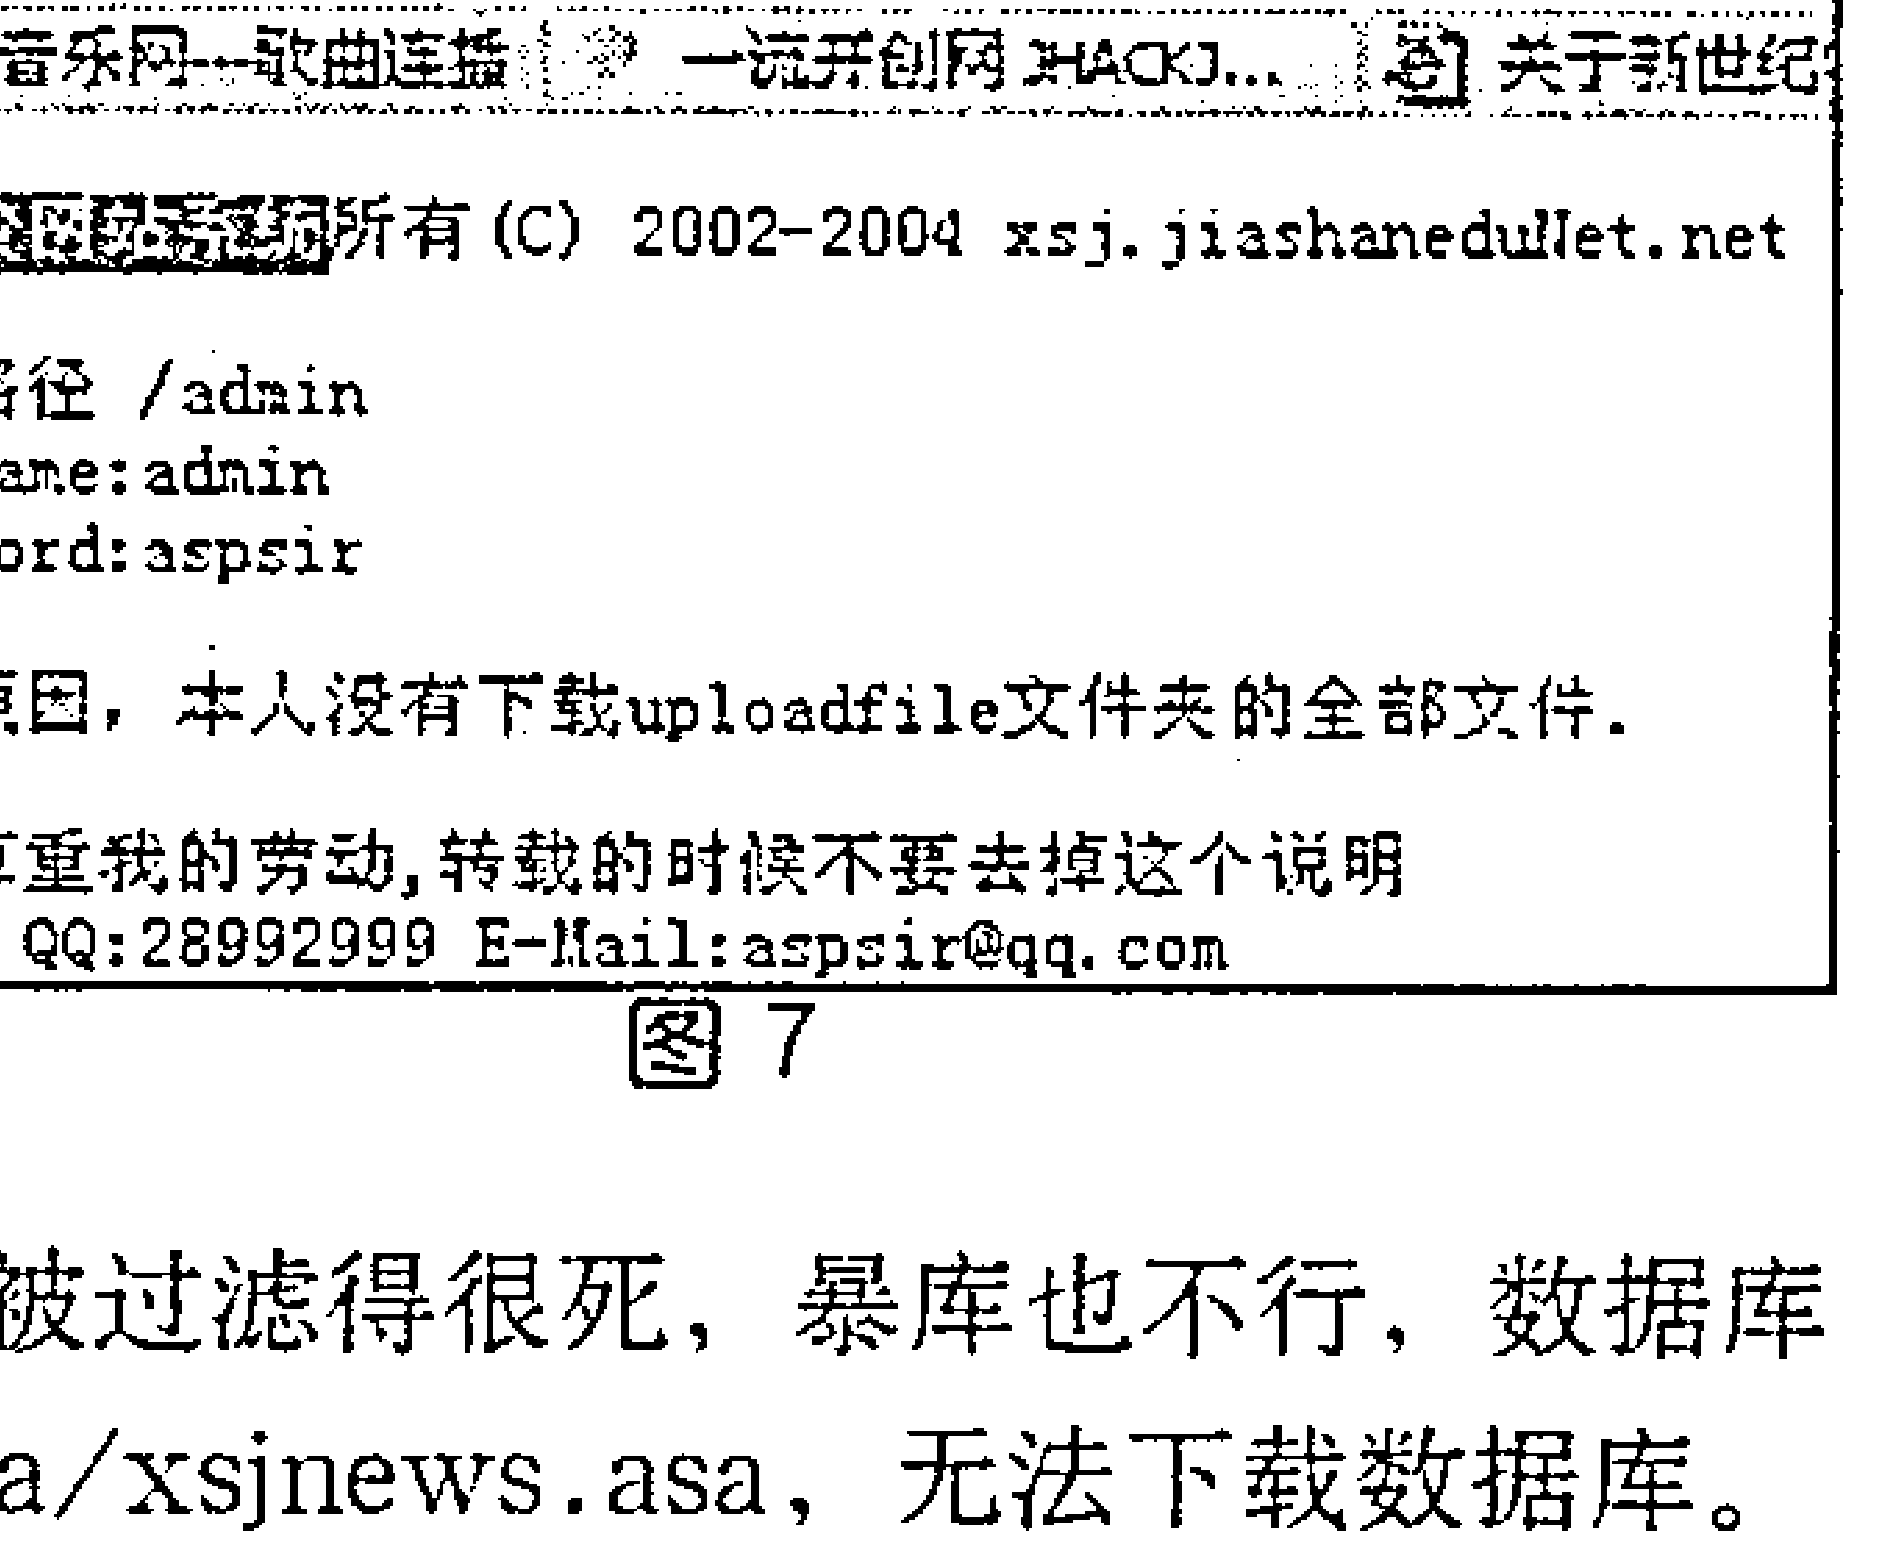 音乐网---歌曲连播 一流开创网 关于新世纪
所有(C) 2002-2004 xsj.jiashaneduNet.net
路径 /admin
ame:admin
ord:aspsir
原因，本人没有下载uploadfile文件夹的全部文件.
尊重我的劳动,转载的时候不要去掉这个说明
QQ:28992999 E-Mail:aspsir@qq.com
图 7
被过滤得很死，暴库也不行，数据库
a/xsjnews.asa，无法下载数据库。